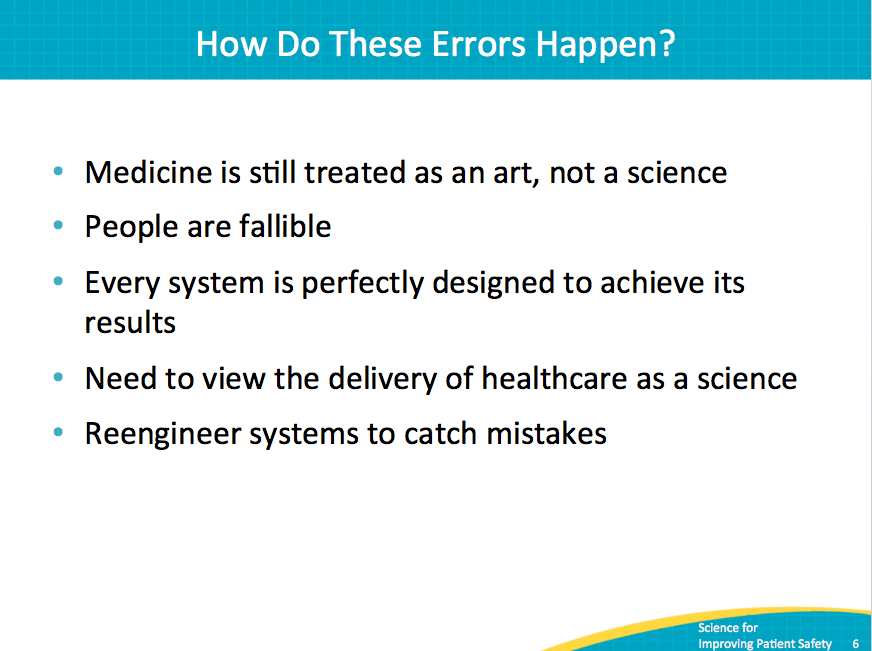 How Do These Errors Happen?
• Medicine is still treated as an art, not a science
• People are fallible
• Every system is perfectly designed to achieve its
results
• Need to view the delivery of healthcare as a science
• Reengineer systems to catch mistakes
Science for
Improving Patient Safety 6